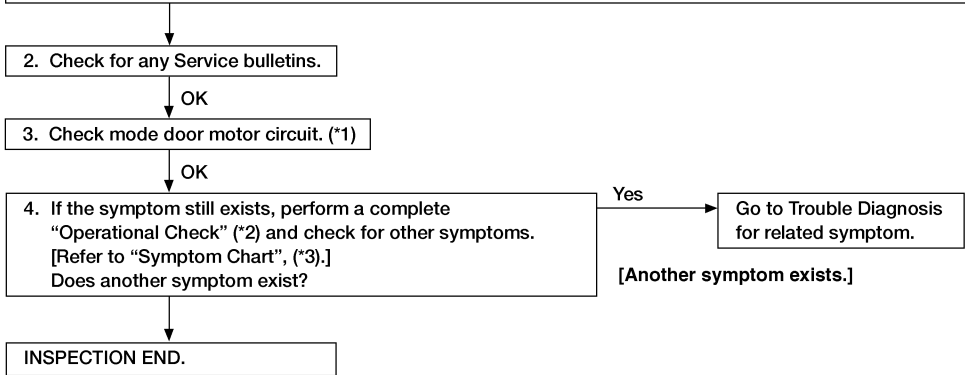 2. Check for any Service bulletins.
OK
3. Check mode door motor circuit. (*1)
OK
4. If the symptom still exists, perform a complete
“Operational Check” (*2) and check for other symptoms.
[Refer to “Symptom Chart”, (*3).]
Does another symptom exist?
Yes
Go to Trouble Diagnosis
for related symptom.
[Another symptom exists.]
INSPECTION END.